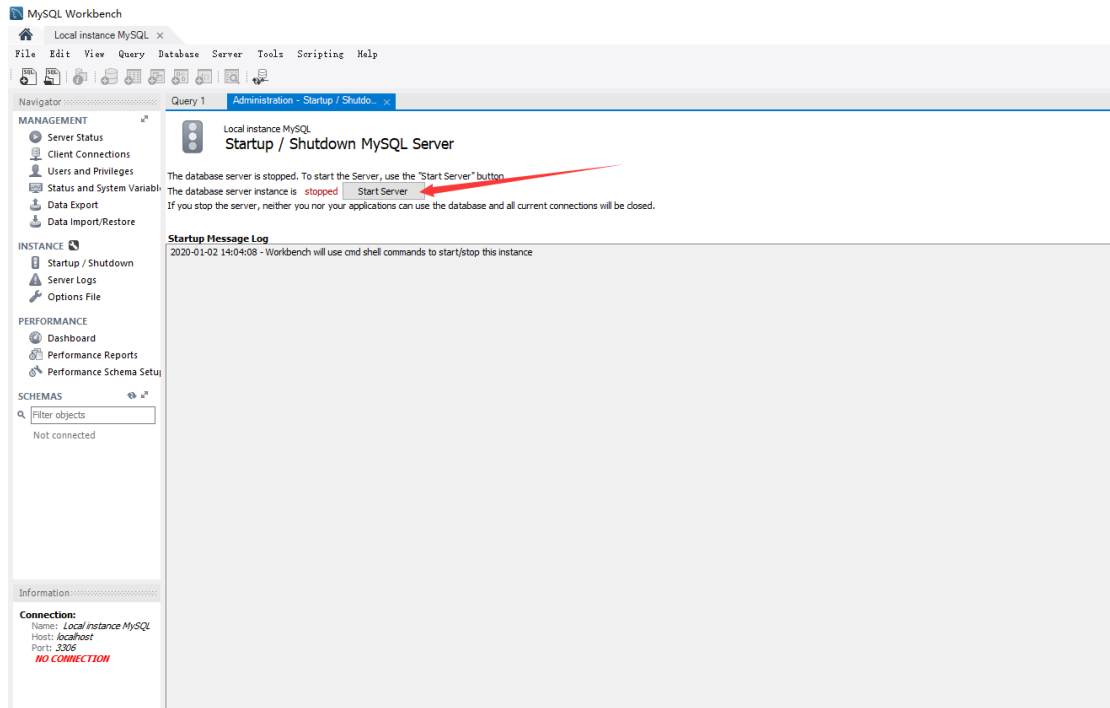 MySQL Workbench
Local instance MySQL ×
File Edit View Query Database Server Tools Scripting Help
Navigator
MANAGEMENT
Server Status
Client Connections
Users and Privileges
Status and System Variabl
Data Export
Data Import/Restore
INSTANCE
Startup / Shutdown
Server Logs
Options File
PERFORMANCE
Dashboard
Performance Reports
Performance Schema Setu
SCHEMAS
Filter objects
Not connected
Information
Connection:
Name: Local instance MySQL
Host: localhost
Port: 3306
NO CONNECTION
Query 1 Administration - Startup / Shutdo... ×
Local instance MySQL
Startup / Shutdown MySQL Server
The database server is stopped. To start the Server, use the "Start Server" button
The database server instance is stopped Start Server
If you stop the server, neither you nor your applications can use the database and all current connections will be closed.
Startup Message Log
2020-01-02 14:04:08 - Workbench will use cmd shell commands to start/stop this instance